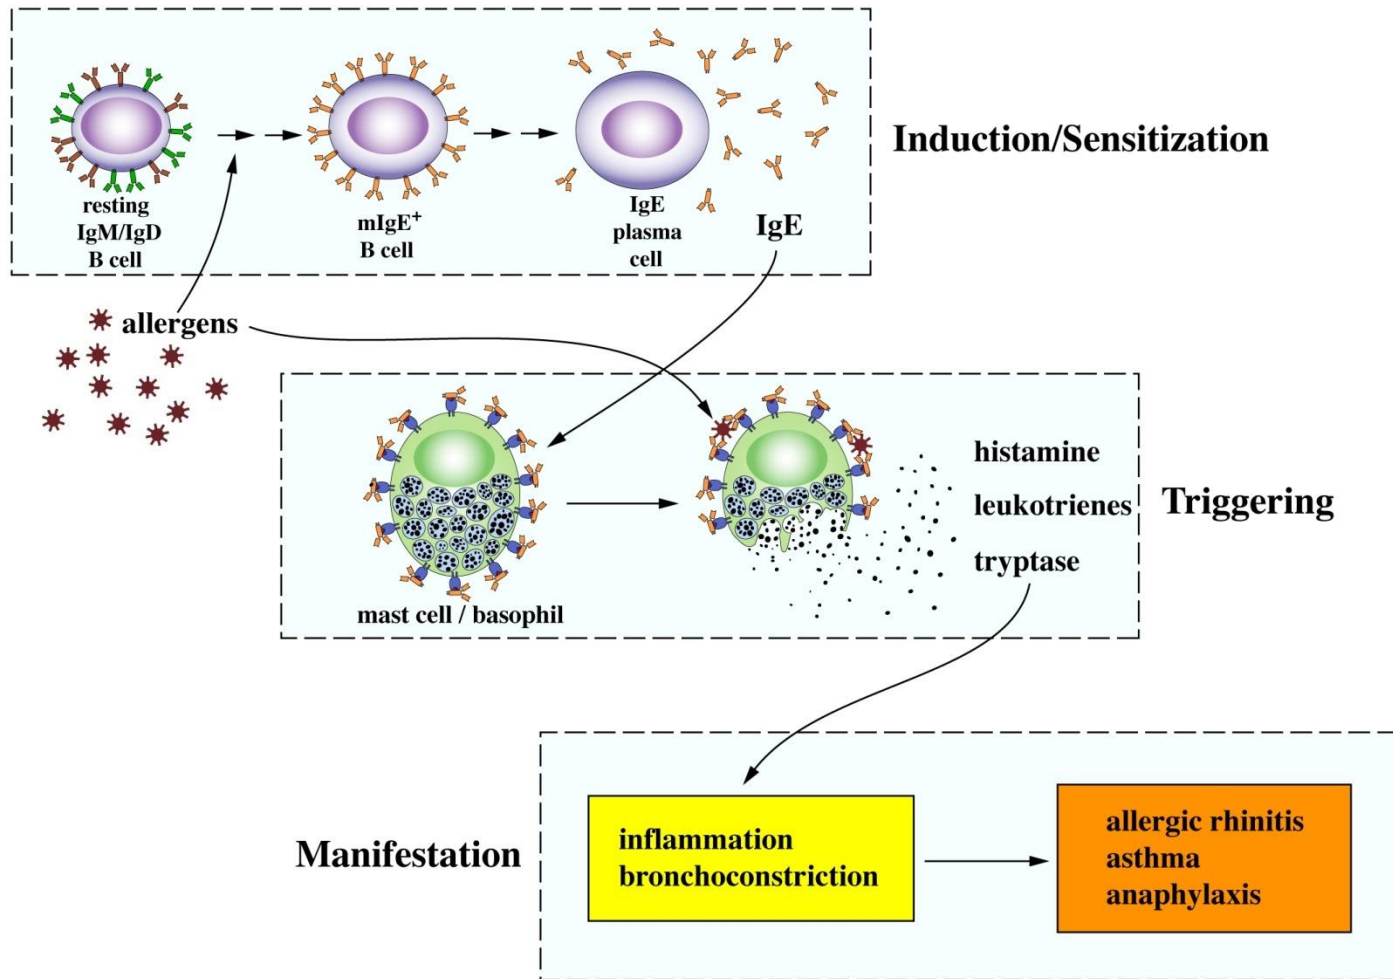 resting
IgM/IgD
B cell
mIgE+
B cell
IgE
plasma
cell
IgE
Induction/Sensitization
allergens
mast cell / basophil
histamine
leukotrienes
tryptase
Triggering
Manifestation
inflammation
bronchoconstriction
allergic rhinitis
asthma
anaphylaxis